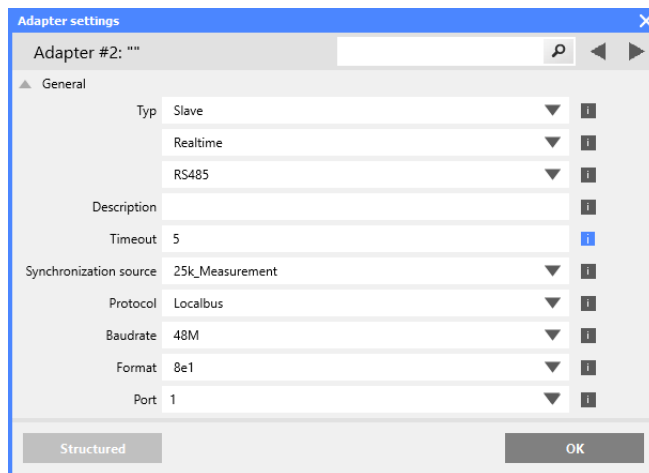 Adapter settings
Adapter #2: ""
General
Typ Slave
Realtime
RS485
Description
Timeout 5
Synchronization source 25k_Measurement
Protocol Localbus
Baudrate 48M
Format 8e1
Port 1
Structured OK